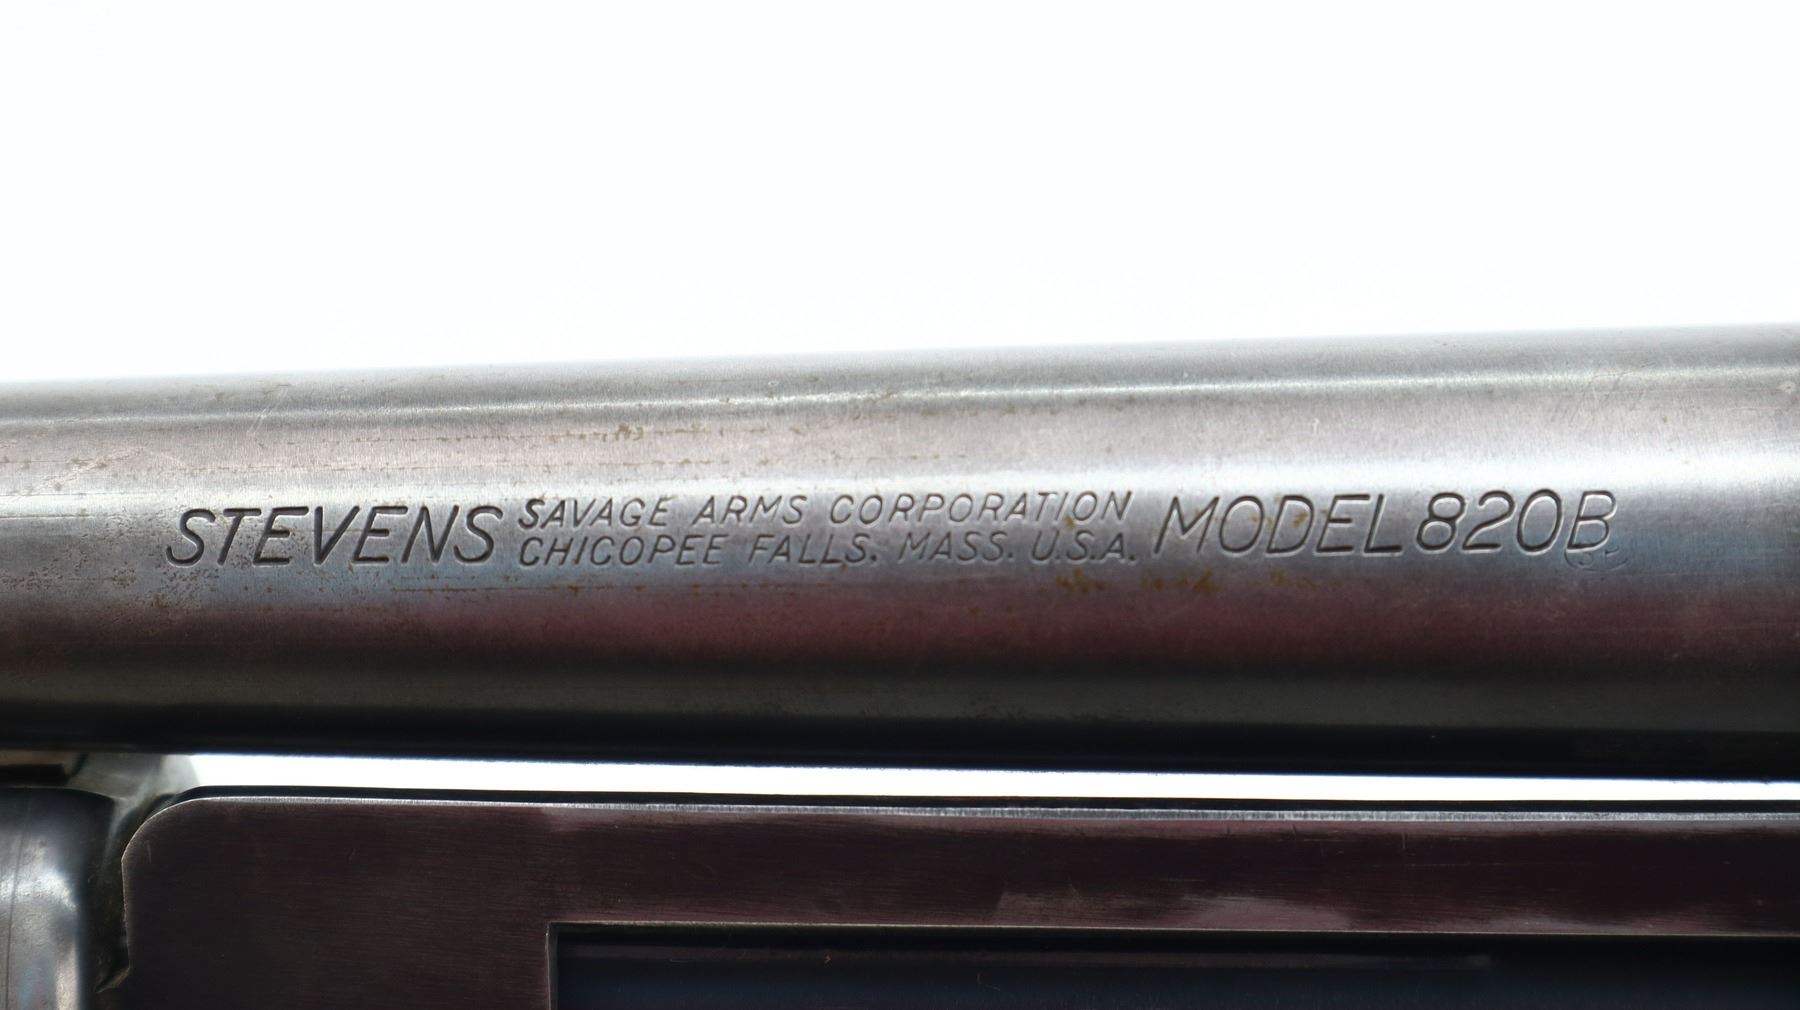 STEVENS SAVAGE ARMS CORPORATION MODEL 820B
CHICOPEE FALLS, MASS. U.S.A.